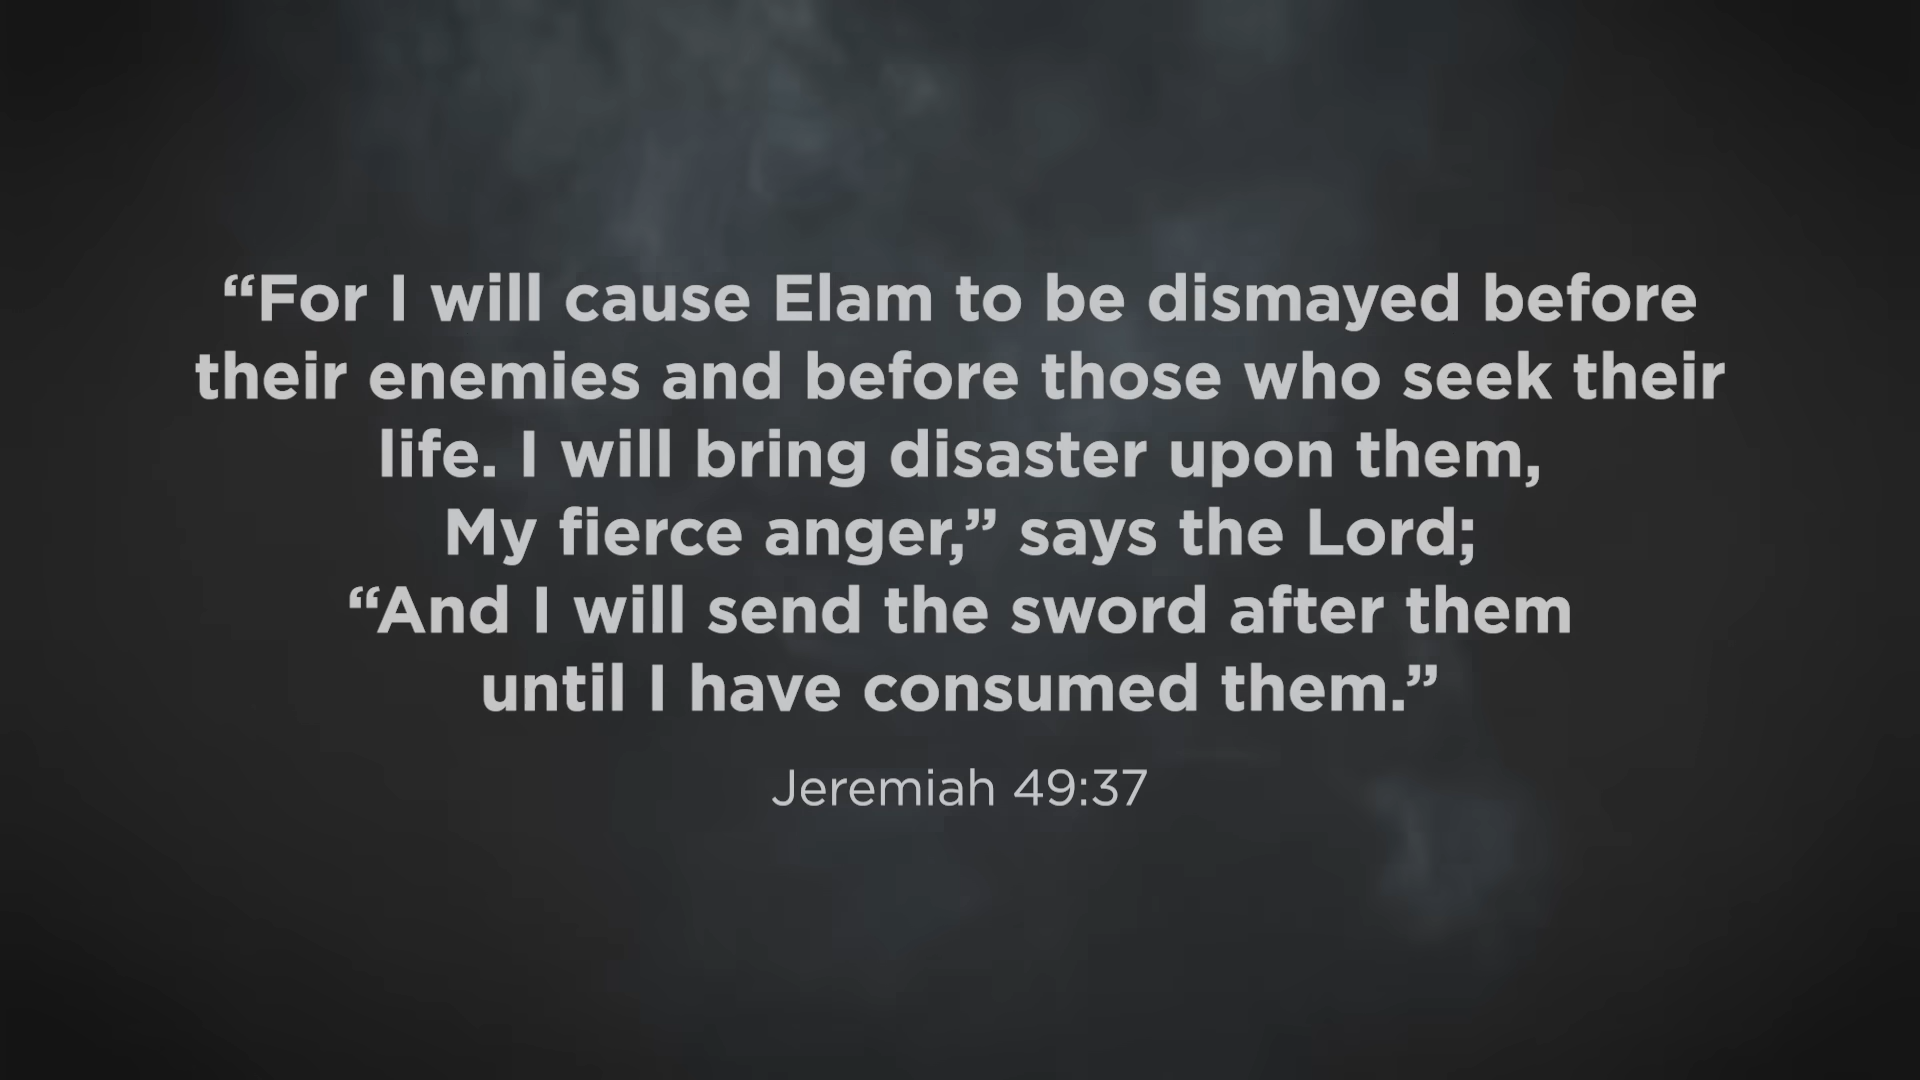 “For I will cause Elam to be dismayed before
their enemies and before those who seek their
life. I will bring disaster upon them,
My fierce anger,” says the Lord;
“And I will send the sword after them
until I have consumed them.”
Jeremiah 49:37